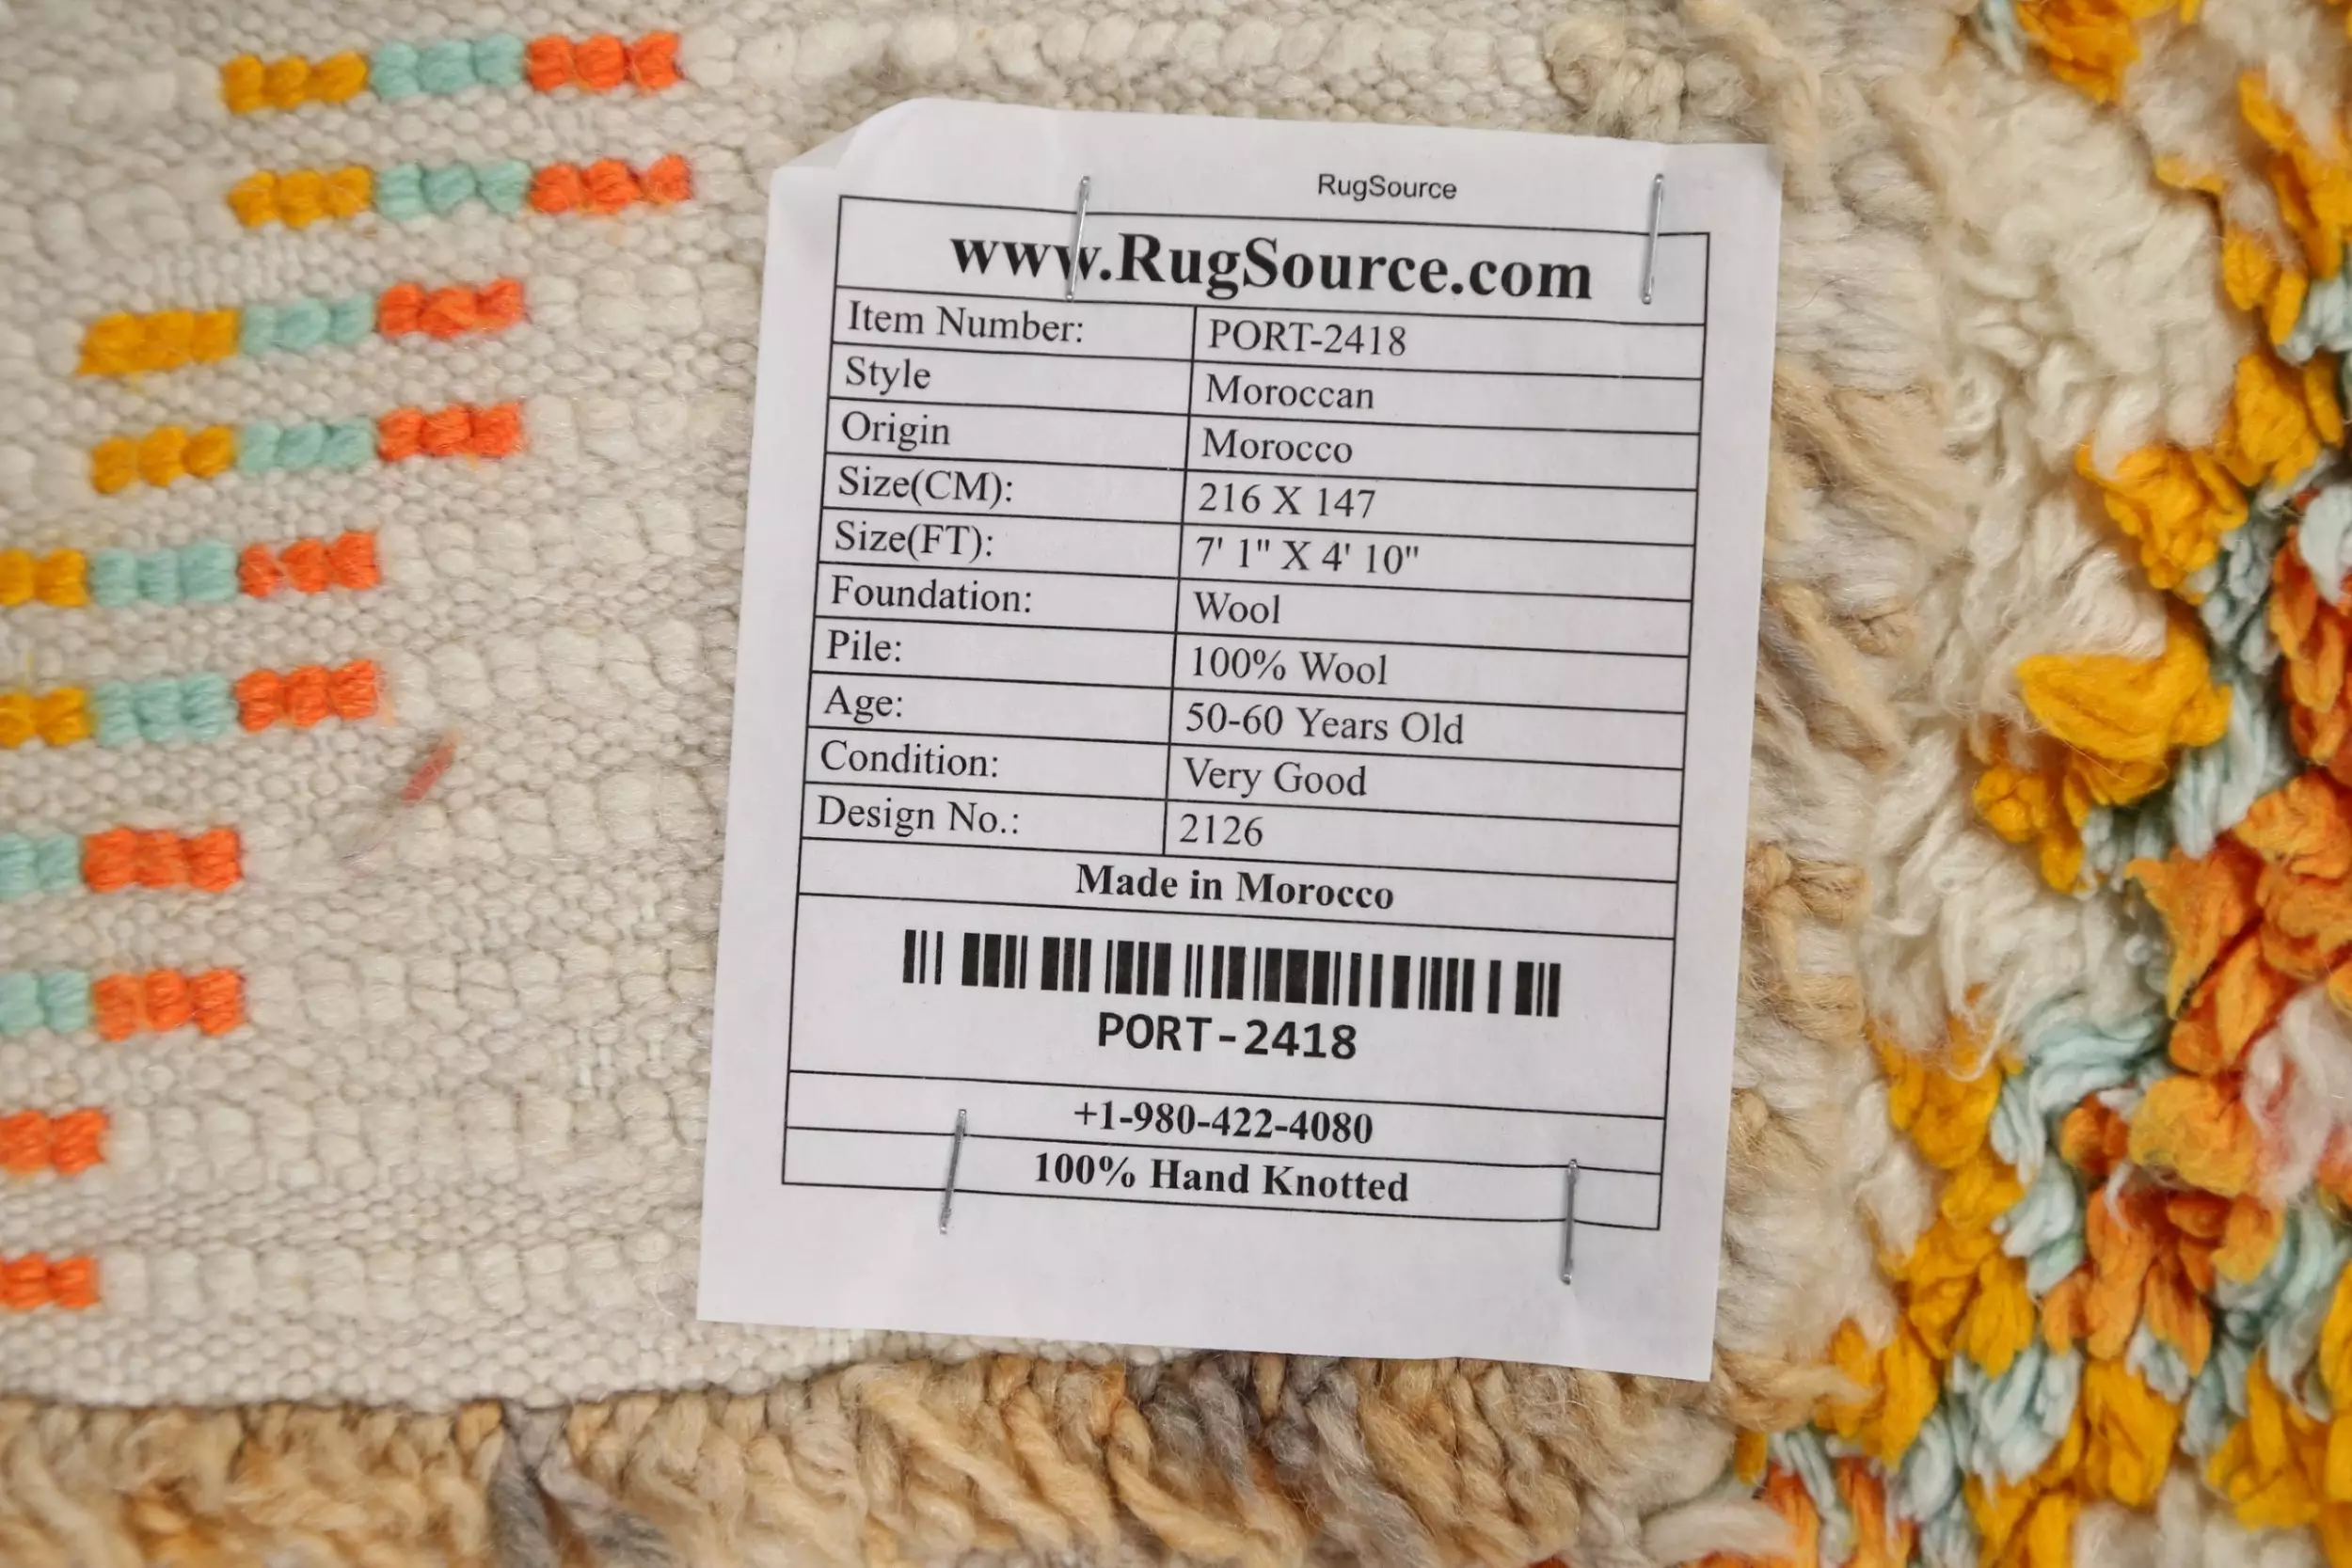 RugSource
www.RugSource.com
Item Number: PORT-2418
Style Moroccan
Origin Morocco
Size(CM): 216 X 147
Size(FT): 7' 1" X 4' 10"
Foundation: Wool
Pile: 100% Wool
Age: 50-60 Years Old
Condition: Very Good
Design No.: 2126
Made in Morocco
PORT-2418
+1-980-422-4080
100% Hand Knotted